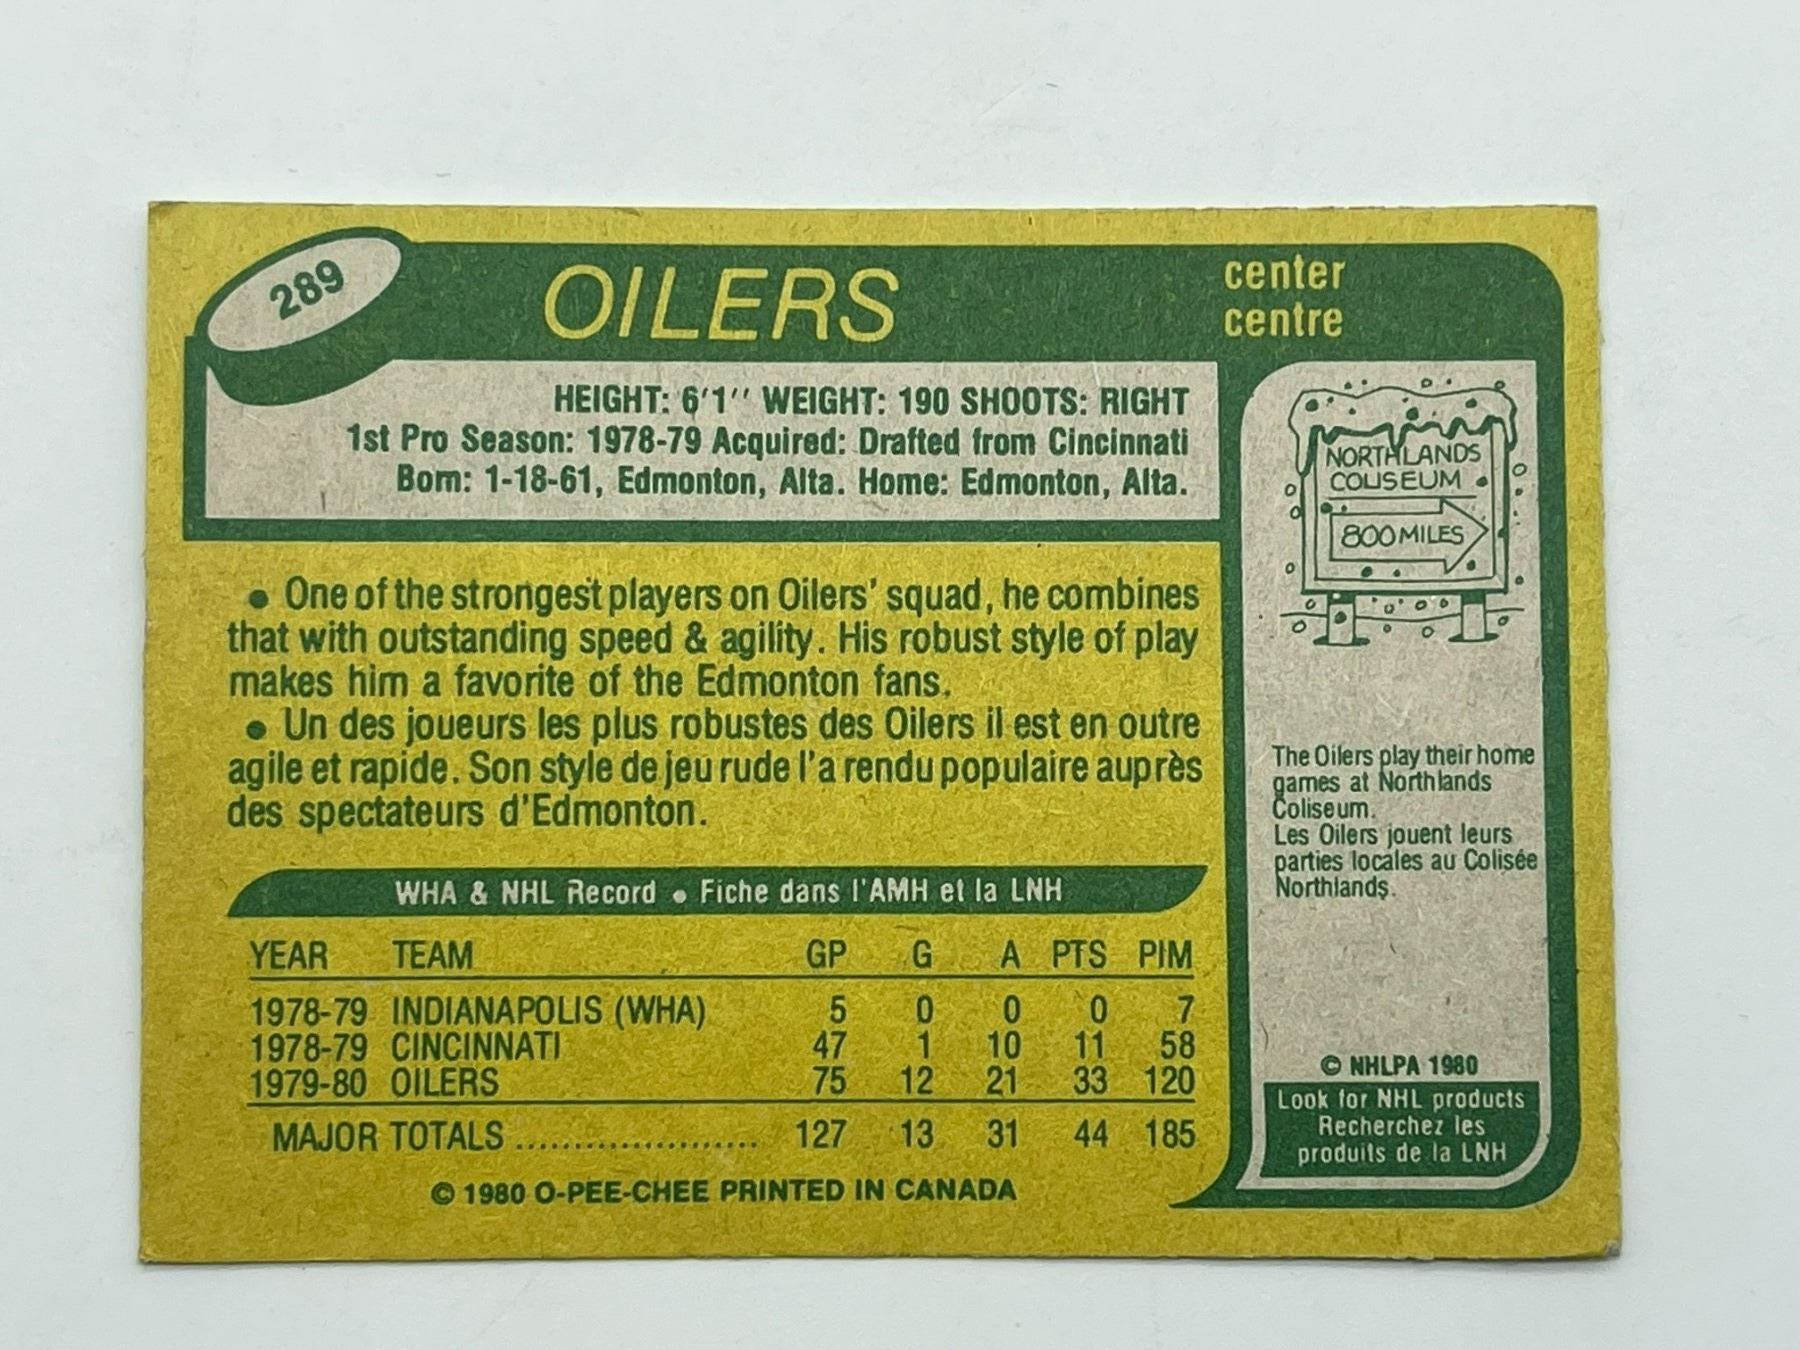 289
OILERS
center
centre
HEIGHT: 6'1'' WEIGHT: 190 SHOOTS: RIGHT
1st Pro Season: 1978-79 Acquired: Drafted from Cincinnati
Born: 1-18-61, Edmonton, Alta. Home: Edmonton, Alta.
• One of the strongest players on Oilers' squad, he combines
that with outstanding speed & agility. His robust style of play
makes him a favorite of the Edmonton fans.
• Un des joueurs les plus robustes des Oilers il est en outre
agile et rapide. Son style de jeu rude l'a rendu populaire auprès
des spectateurs d'Edmonton.
WHA & NHL Record • Fiche dans l'AMH et la LNH
YEAR TEAM GP G A PTS PIM
1978-79 INDIANAPOLIS (WHA) 5 0 0 0 7
1978-79 CINCINNATI 47 1 10 11 58
1979-80 OILERS 75 12 21 33 120
MAJOR TOTALS ..................... 127 13 31 44 185
© 1980 O-PEE-CHEE PRINTED IN CANADA
NORTHLANDS
COLISEUM
800 MILES
The Oilers play their home
games at Northlands
Coliseum.
Les Oilers jouent leurs
parties locales au Colisée
Northlands.
© NHLPA 1980
Look for NHL products
Recherchez les
produits de la LNH